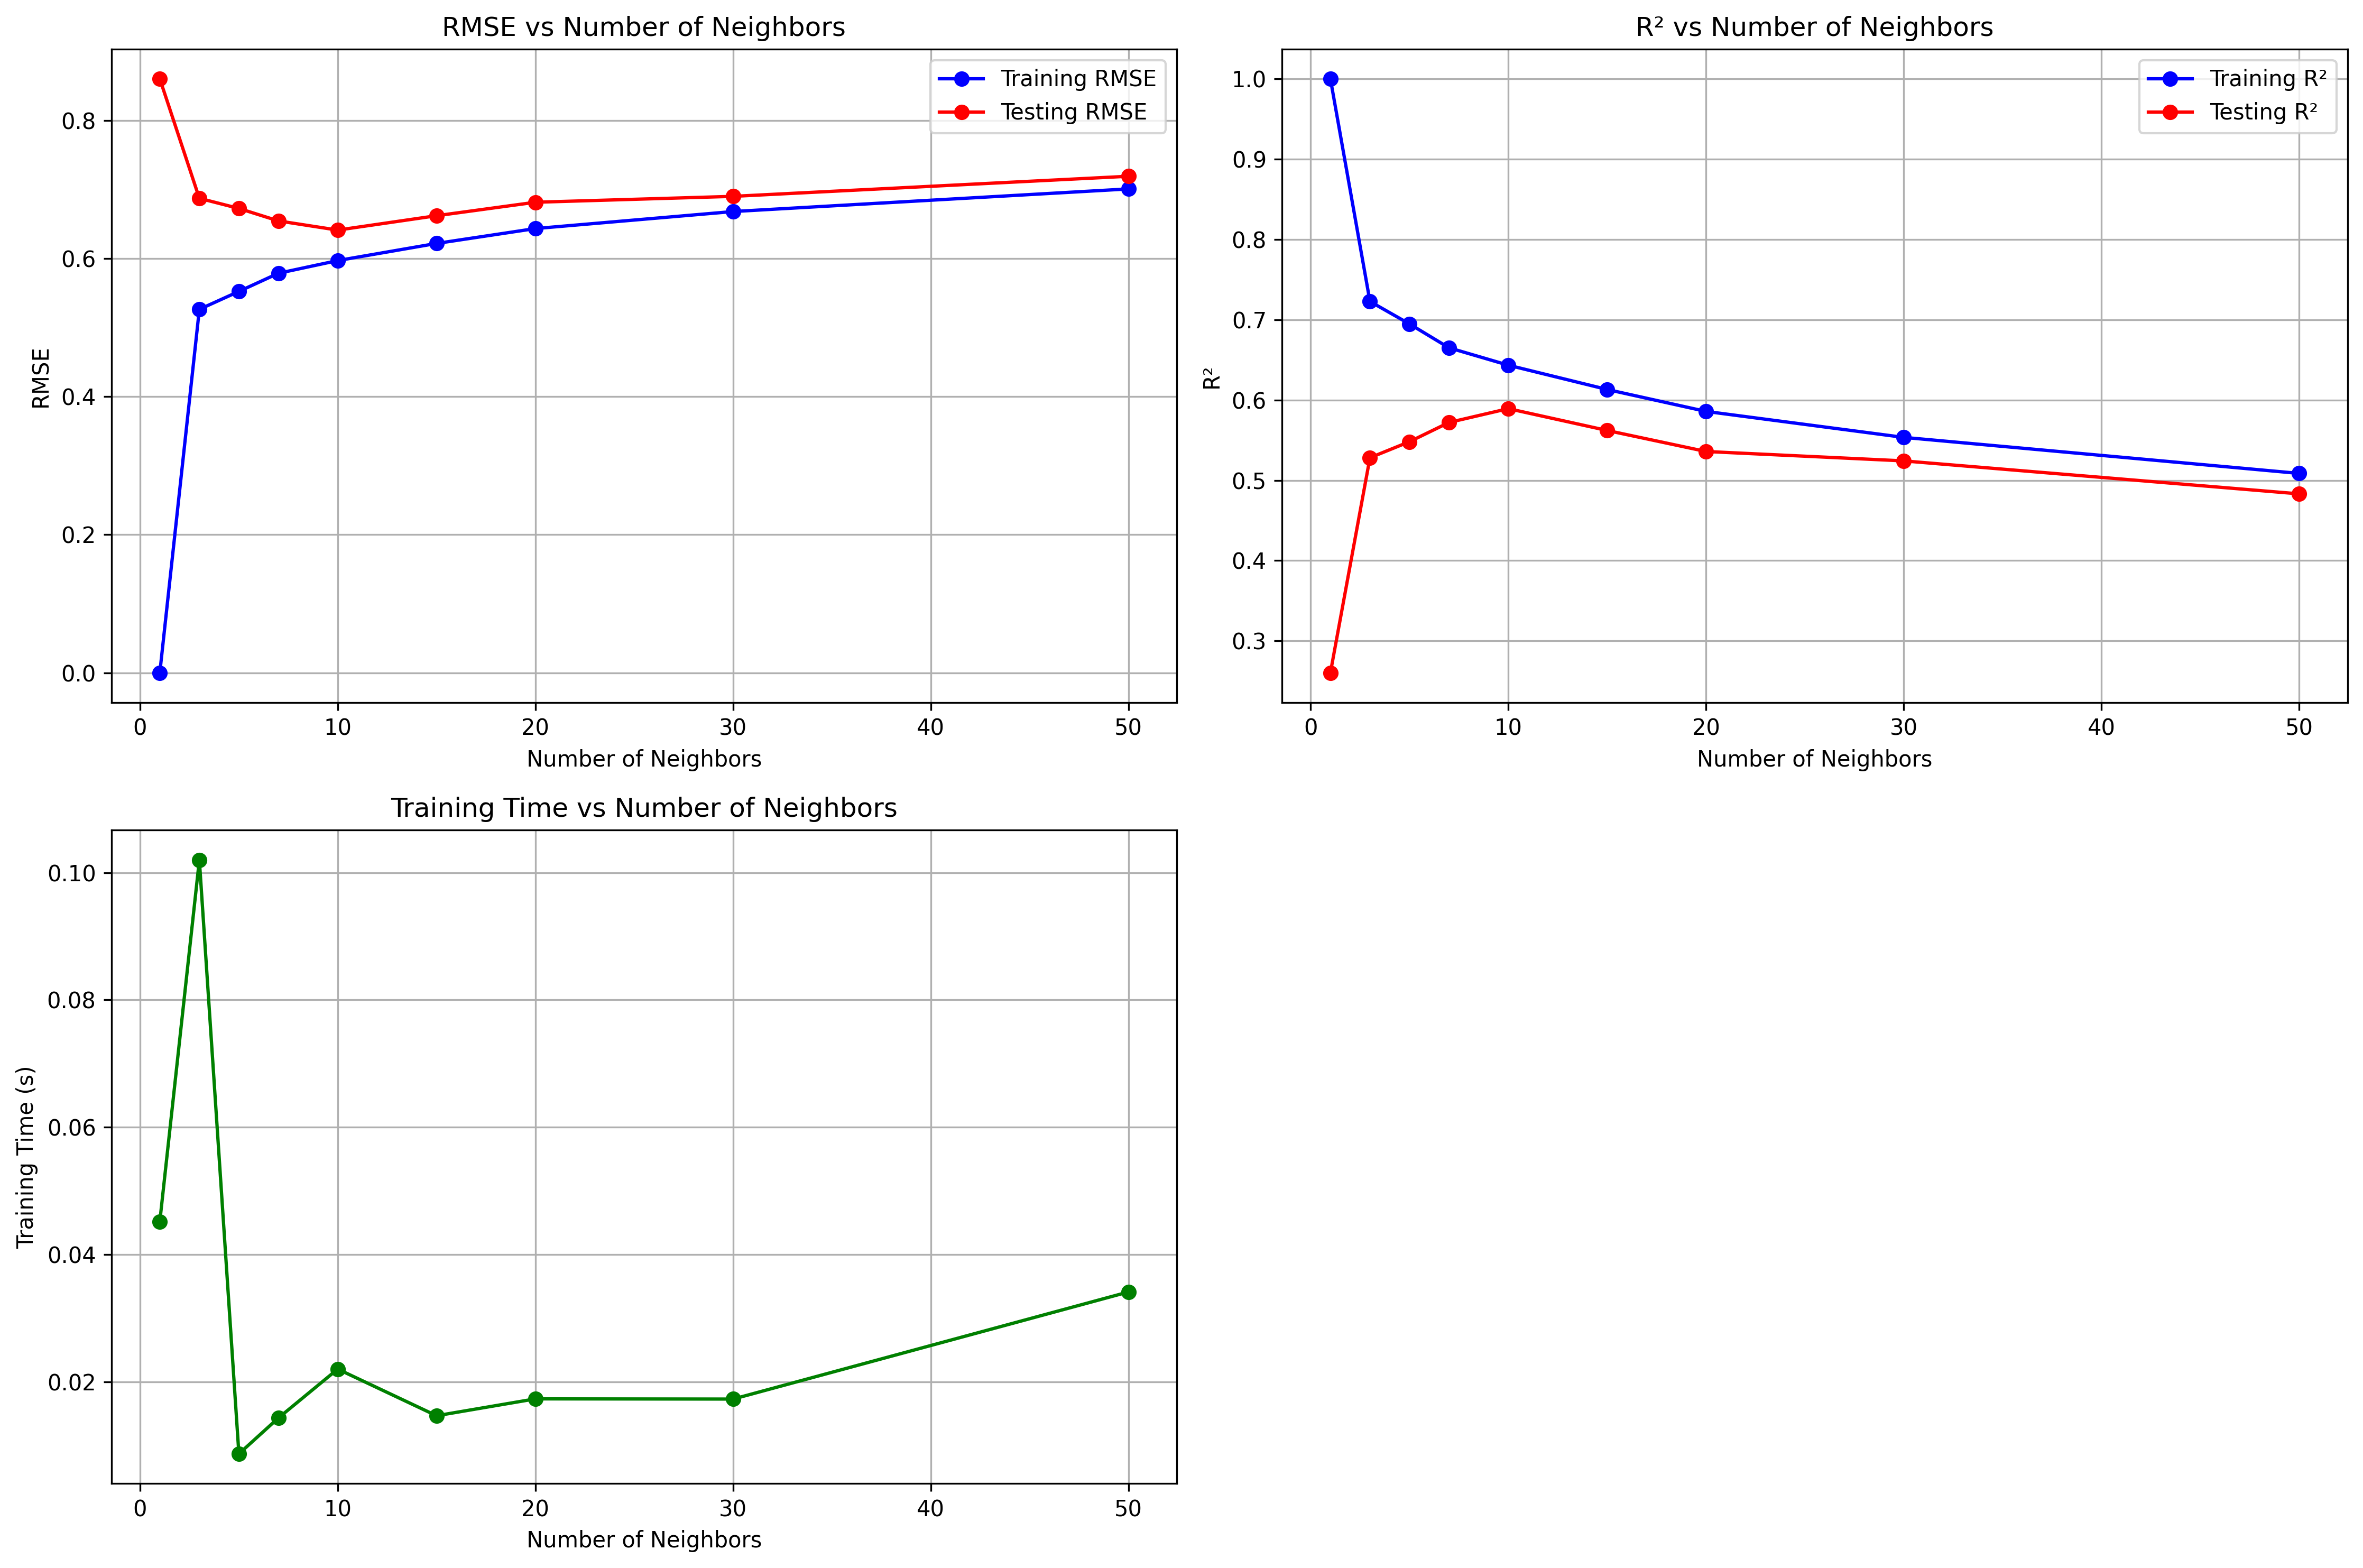 RMSE vs Number of Neighbors
Training RMSE
Testing RMSE
RMSE
0.8
0.6
0.4
0.2
0.0
0 10 20 30 40 50
Number of Neighbors
R² vs Number of Neighbors
Training R²
Testing R²
R²
1.0
0.9
0.8
0.7
0.6
0.5
0.4
0.3
0 10 20 30 40 50
Number of Neighbors
Training Time vs Number of Neighbors
Training Time (s)
0.10
0.08
0.06
0.04
0.02
0 10 20 30 40 50
Number of Neighbors